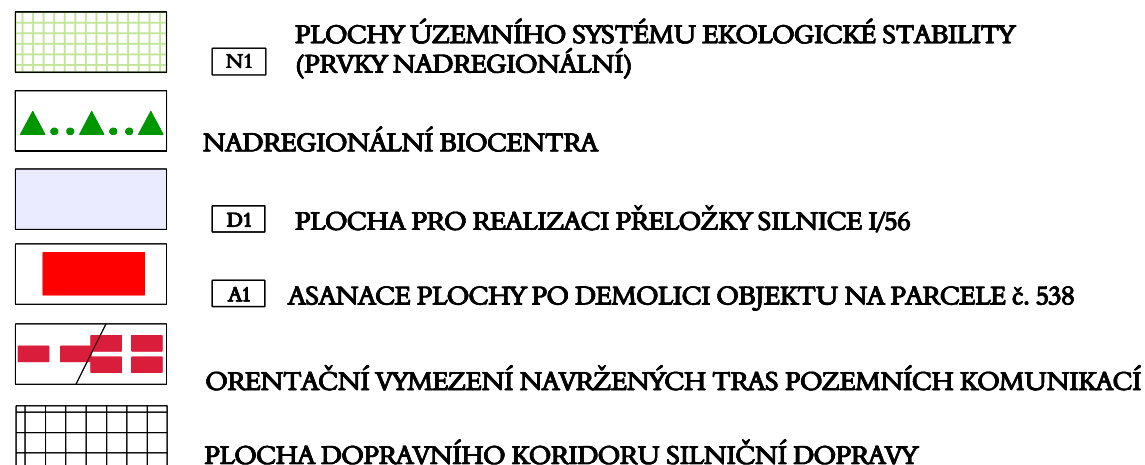 PLOCHY ÚZEMNÍHO SYSTÉMU EKOLOGICKÉ STABILITY
N1 (PRVKY NADREGIONÁLNÍ)
NADREGIONÁLNÍ BIOCENTRA
D1 PLOCHA PRO REALIZACI PŘELOŽKY SILNICE I/56
A1 ASANACE PLOCHY PO DEMOLICI OBJEKTU NA PARCELE č. 538
ORENTAČNÍ VYMEZENÍ NAVRŽENÝCH TRAS POZEMNÍCH KOMUNIKACÍ
PLOCHA DOPRAVNÍHO KORIDORU SILNIČNÍ DOPRAVY